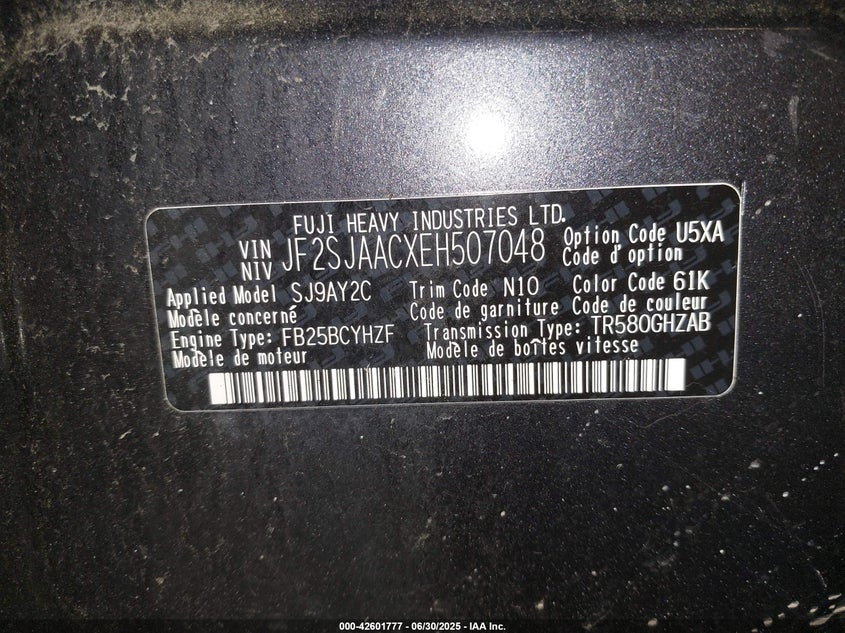 FUJI HEAVY INDUSTRIES LTD.
VIN
NIV JF2SJAACXEH507048
Option Code U5XA
Code d'option
Applied Model SJ9AY2C Trim Code N10 Color Code 61K
Modèle concerné Code de garniture Code de couleur
Engine Type: FB25BCYHZF Transmission Type: TR580GHZAB
Modèle de moteur Modèle de boîtes vitesse
000-42601777 - 06/30/2025 - IAA Inc.